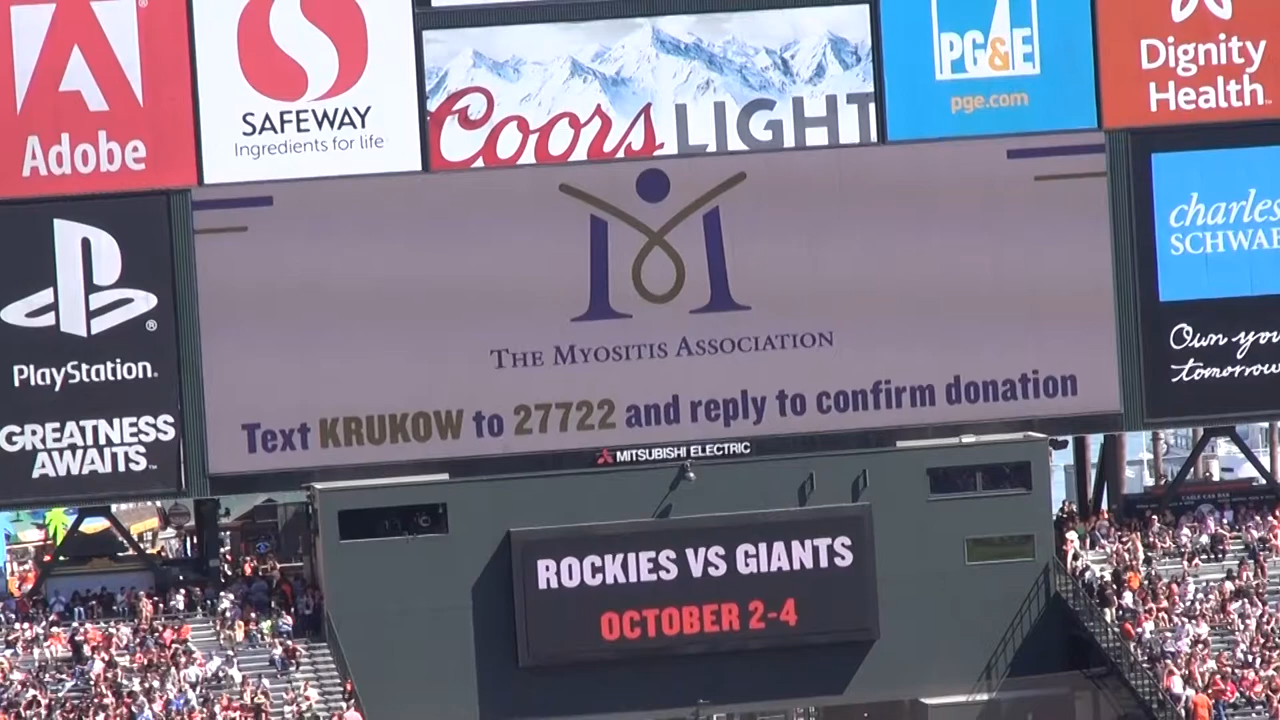 Adobe
SAFEWAY
Ingredients for life
Coors LIGHT
PG&E
pge.com
Dignity
Health
PlayStation
GREATNESS
AWAITS
THE MYOSITIS ASSOCIATION
Text KRUKOW to 27722 and reply to confirm donation
MITSUBISHI ELECTRIC
charles
SCHWAB
Own your
tomorrow
ROCKIES VS GIANTS
OCTOBER 2-4